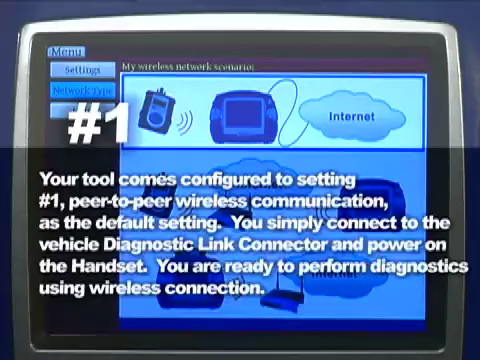 Menu
Settings
Network Type
My wireless network scenario:
Internet
#1
Your tool comes configured to setting
#1, peer-to-peer wireless communication,
as the default setting. You simply connect to the
vehicle Diagnostic Link Connector and power on
the Handset. You are ready to perform diagnostics
using wireless connection.
Internet